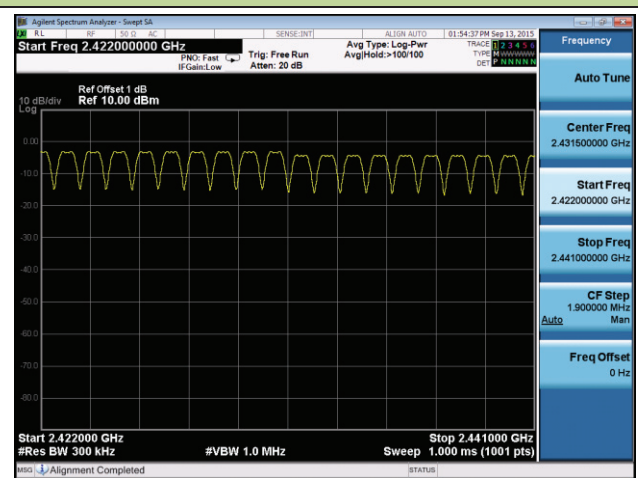 Agilent Spectrum Analyzer - Swept SA
RL RF 50 Ω AC SENSE:INT ALIGN AUTO 01:54:37 PM Sep 13, 2015
Start Freq 2.422000000 GHz
PNO: Fast
IFGain:Low
Trig: Free Run
Atten: 20 dB
Avg Type: Log-Pwr
Avg|Hold:>100/100
TRACE 1 2 3 4 5 6
TYPE M WWWWW
DET P NNNNN
Ref Offset 1 dB
10 dB/div Ref 10.00 dBm
Log
0.00
-10.0
-20.0
-30.0
-40.0
-50.0
-60.0
-70.0
-80.0
Start 2.422000 GHz Stop 2.441000 GHz
#Res BW 300 kHz #VBW 1.0 MHz Sweep 1.000 ms (1001 pts)
MSG Alignment Completed STATUS
Frequency
Auto Tune
Center Freq
2.431500000 GHz
Start Freq
2.422000000 GHz
Stop Freq
2.441000000 GHz
CF Step
1.900000 MHz
Auto Man
Freq Offset
0 Hz